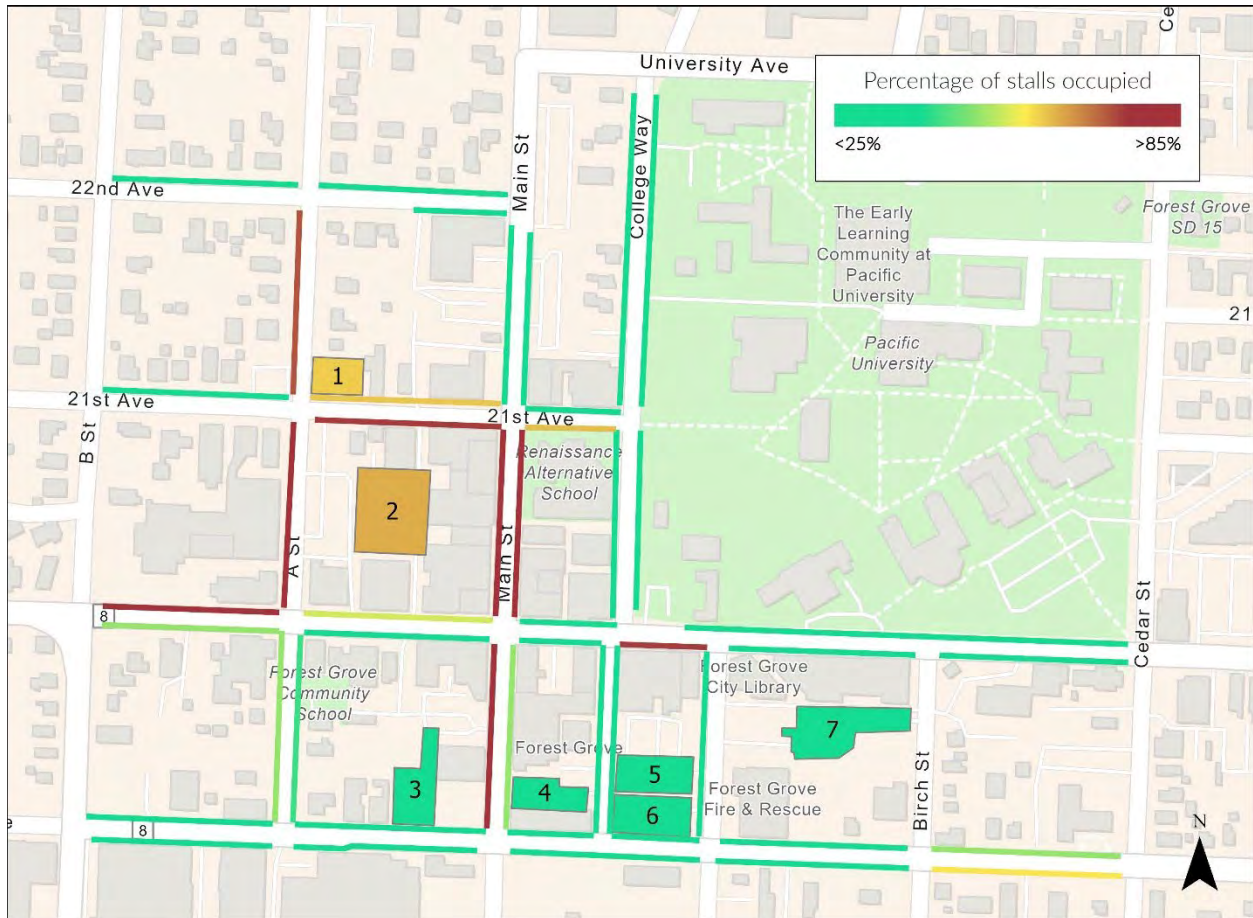 Ce
University Ave
Percentage of stalls occupied
<25%
>85%
Main St
College Way
22nd Ave
The Early
Learning
Community at
Pacific
University
Forest Grove
SD 15
21
Pacific
University
1
21st Ave
21st Ave
B St
Renaissance
Alternative
School
2
A St
Main St
8
Cedar St
Forest Grove
Community
School
Forest Grove
City Library
7
Forest Grove
5
3
4
6
Forest Grove
Fire & Rescue
Birch St
e
8
N